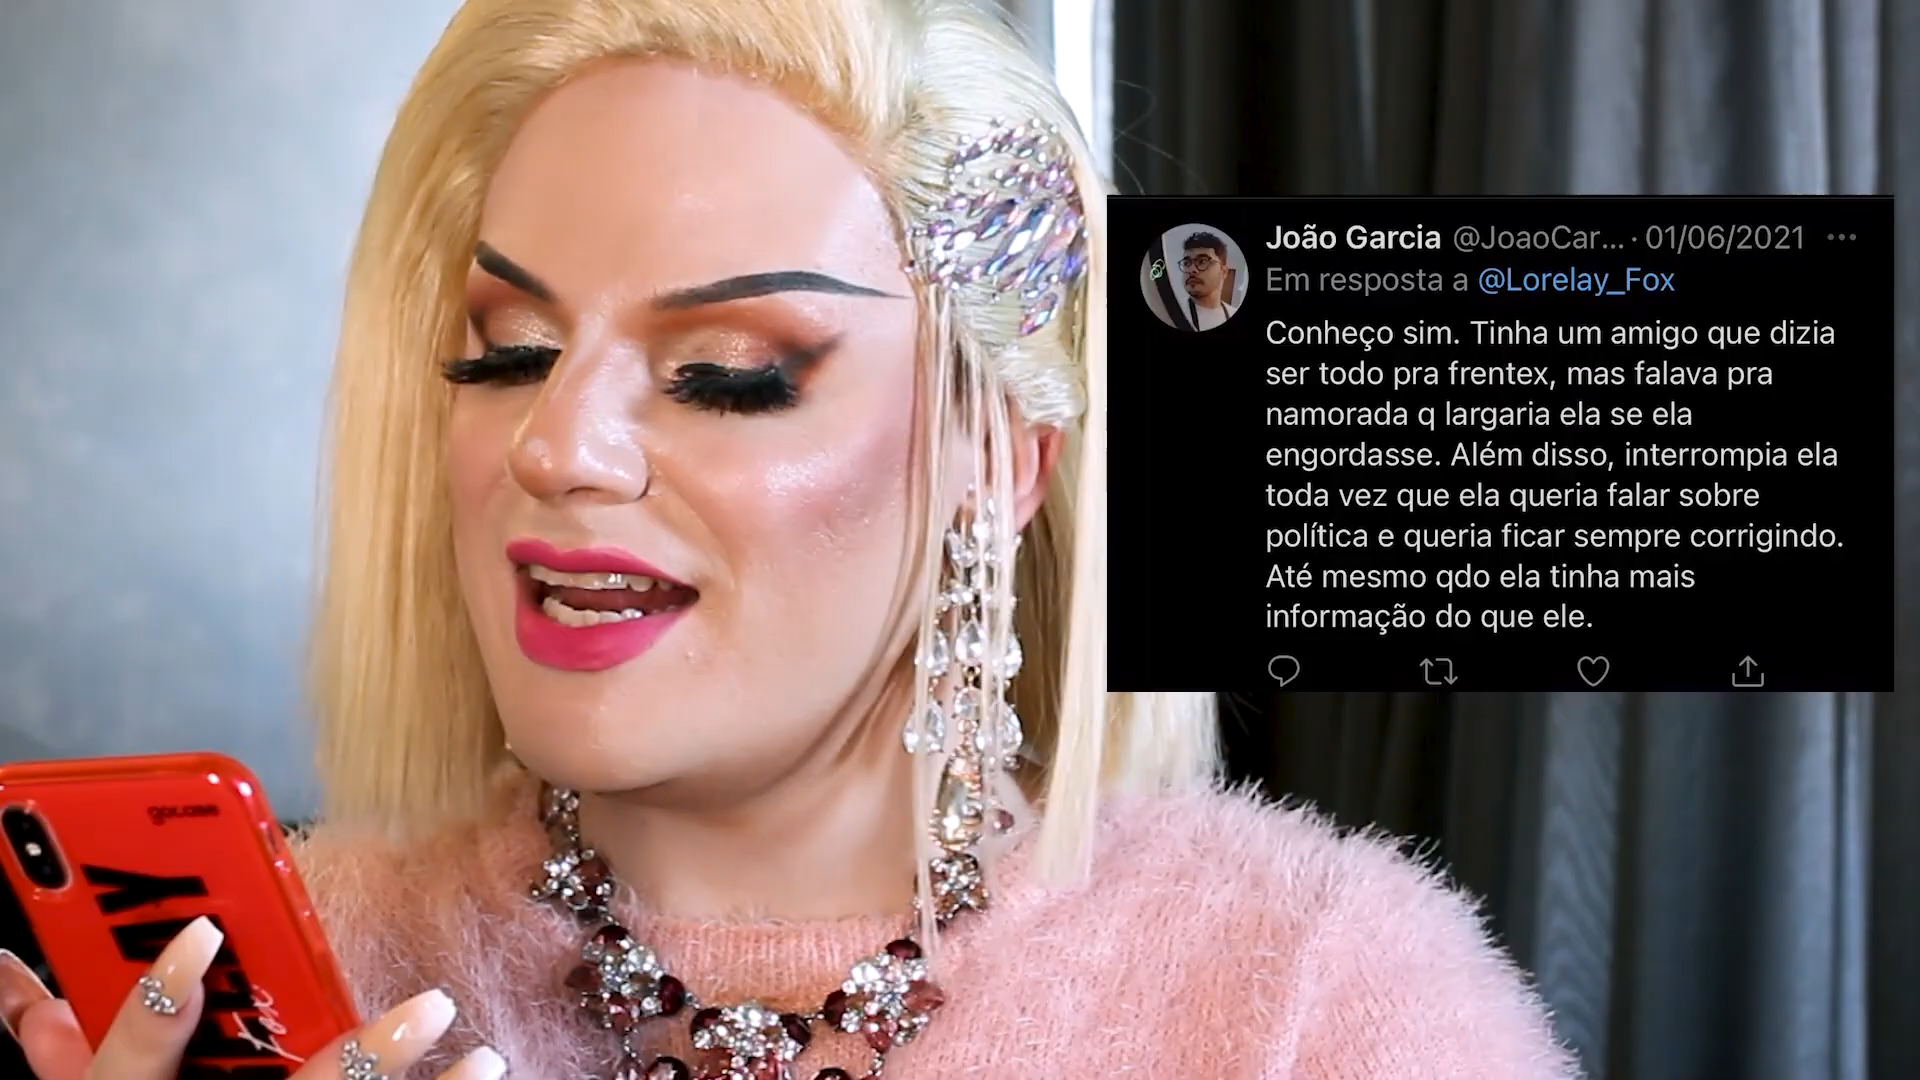 João Garcia @JoaoCar... · 01/06/2021
Em resposta a @Lorelay_Fox
Conheço sim. Tinha um amigo que dizia
ser todo pra frentex, mas falava pra
namorada q largaria ela se ela
engordasse. Além disso, interrompia ela
toda vez que ela queria falar sobre
política e queria ficar sempre corrigindo.
Até mesmo qdo ela tinha mais
informação do que ele.
gocase
Fox